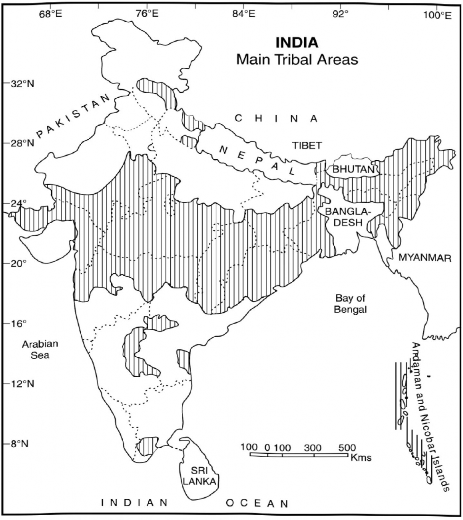 68°E 76°E 84°E 92° 100°E
INDIA
Main Tribal Areas
32°N
PAKISTAN
CHINA
28°N
TIBET
NEPAL
BHUTAN
24°N
BANGLA-
DESH
MYANMAR
20°N
Bay of
Bengal
16°N
Arabian
Sea
12°N
Andaman and Nicobar Islands
8°N
100 0 100 300 500
Kms
SRI
LANKA
INDIAN OCEAN